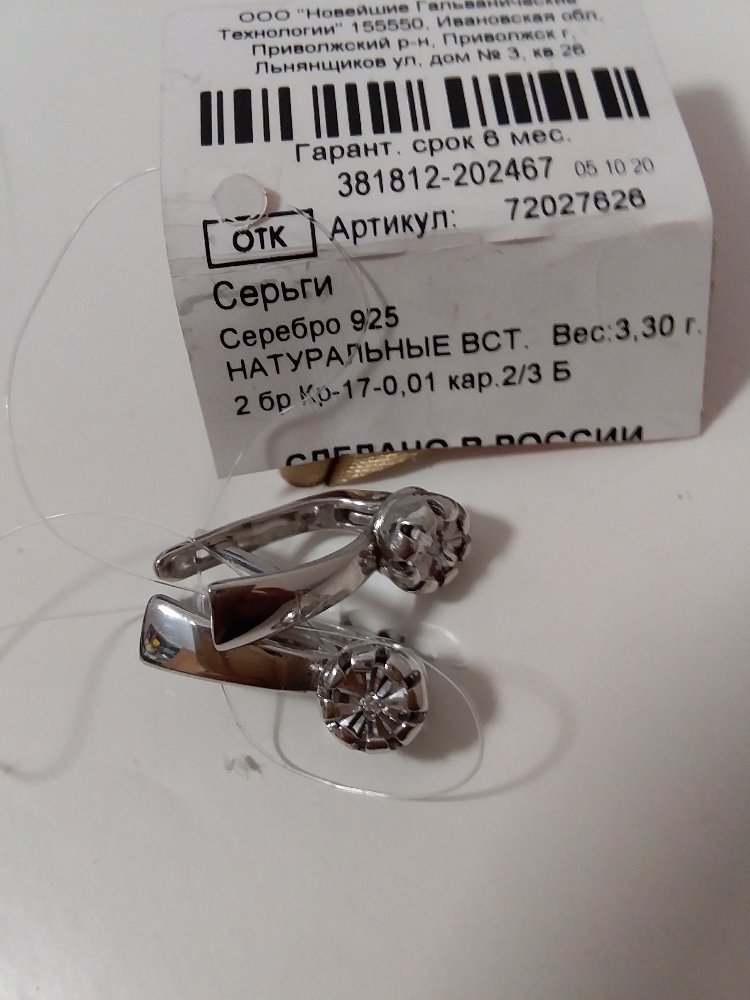 ООО "Новейшие Гальванические
Технологии" 155550, Ивановская обл.
Приволжский р-н, Приволжск г,
Льнянщиков ул, дом № 3, кв 26
Гарант. срок 6 мес.
381812-202467 05 10 20
ОТК Артикул: 72027626
Серьги
Серебро 925
НАТУРАЛЬНЫЕ ВСТ. Вес:3,30 г.
2 бр Кр-17-0,01 кар.2/3 Б
СДЕЛАНО В РОССИИ